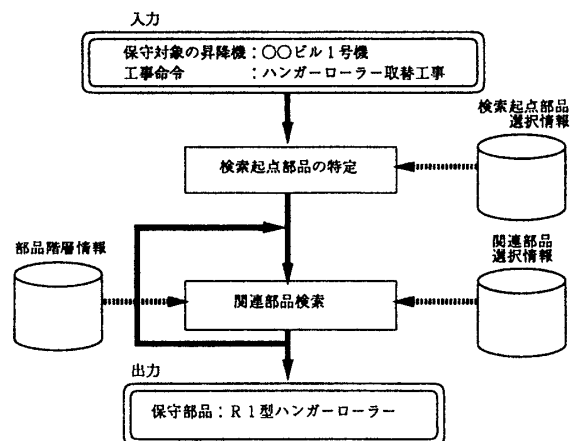 入力
保守対象の昇降機：〇〇ビル１号機
工事命令　　　　：ハンガーローラー取替工事
検索起点部品
選択情報
検索起点部品の特定
部品階層情報
関連部品
選択情報
関連部品検索
出力
保守部品：Ｒ１型ハンガーローラー